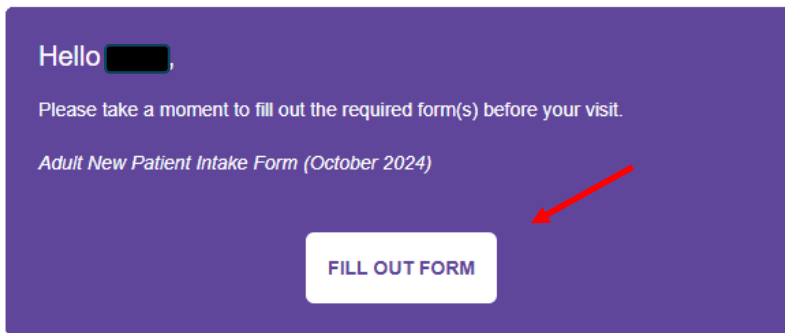 Hello ,
Please take a moment to fill out the required form(s) before your visit.
Adult New Patient Intake Form (October 2024)
FILL OUT FORM